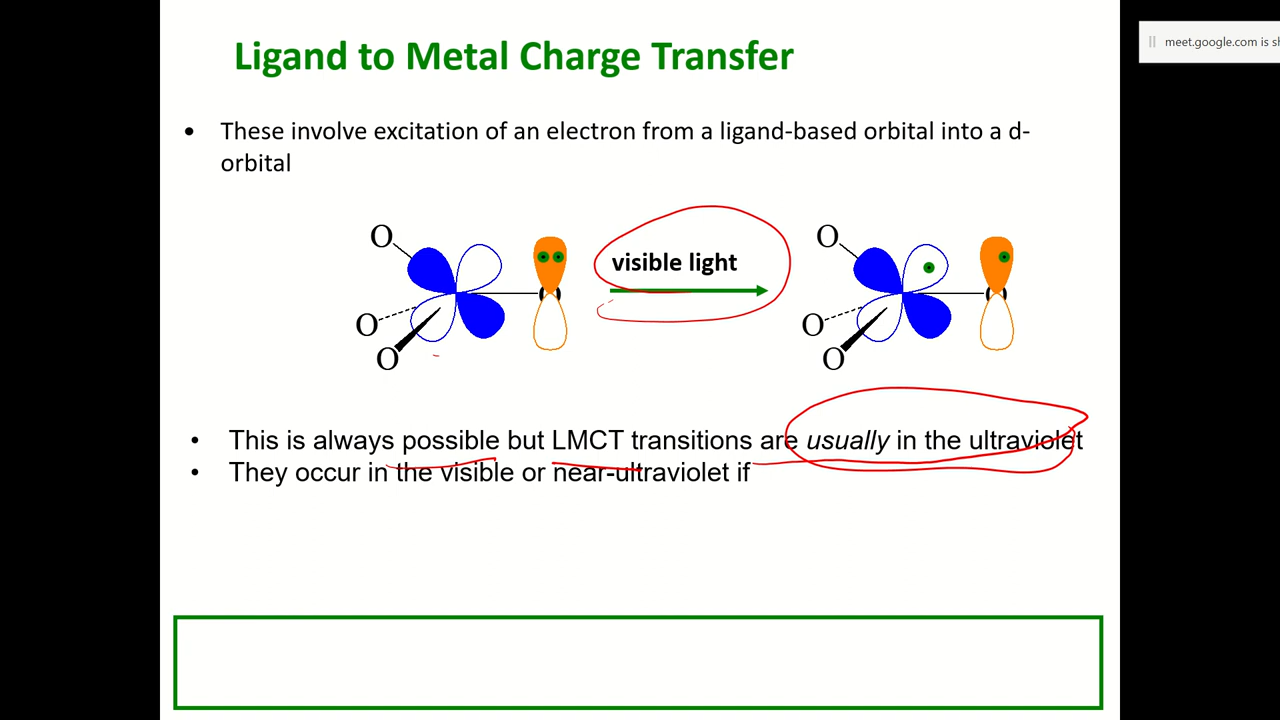 Ligand to Metal Charge Transfer
meet.google.com is sh
• These involve excitation of an electron from a ligand-based orbital into a d-
orbital
O
O
O
O
visible light
O
O
O
O
• This is always possible but LMCT transitions are usually in the ultraviolet
• They occur in the visible or near-ultraviolet if